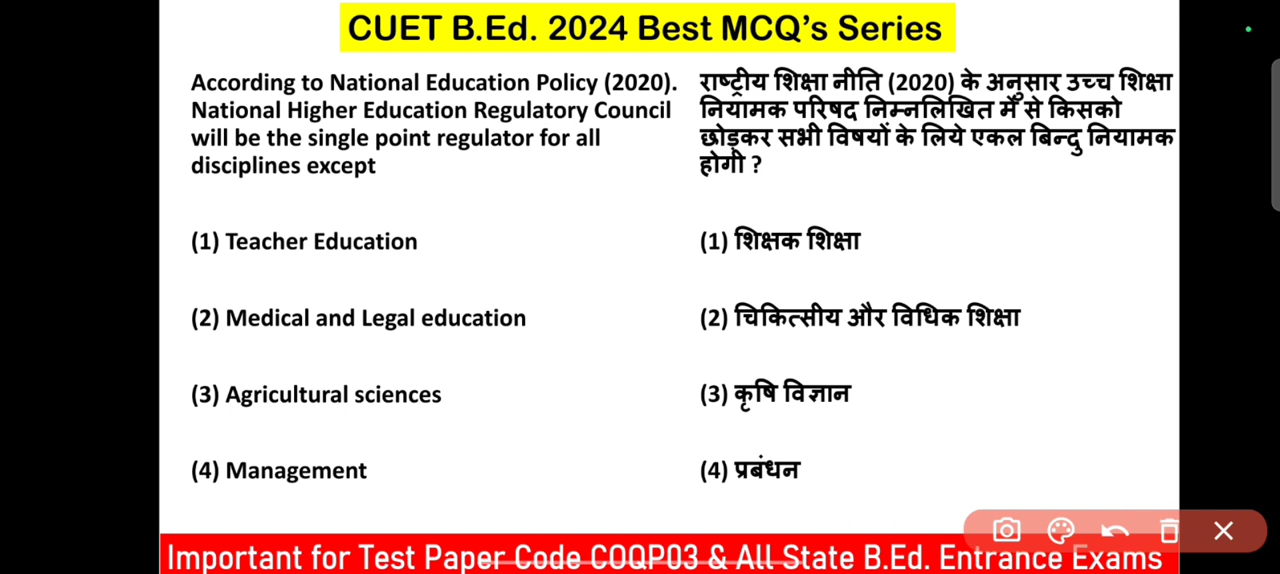 CUET B.Ed. 2024 Best MCQ’s Series
According to National Education Policy (2020).
National Higher Education Regulatory Council
will be the single point regulator for all
disciplines except
(1) Teacher Education
(2) Medical and Legal education
(3) Agricultural sciences
(4) Management
राष्ट्रीय शिक्षा नीति (2020) के अनुसार उच्च शिक्षा
नियामक परिषद निम्नलिखित में से किसको
छोड़कर सभी विषयों के लिये एकल बिन्दु नियामक
होगी ?
(1) शिक्षक शिक्षा
(2) चिकित्सीय और विधिक शिक्षा
(3) कृषि विज्ञान
(4) प्रबंधन
Important for Test Paper Code COQP03 & All State B.Ed. Entrance Exams